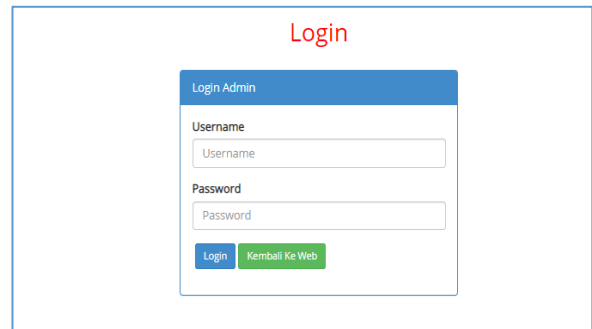 Login
Login Admin
Username
Username
Password
Password
Login Kembali Ke Web